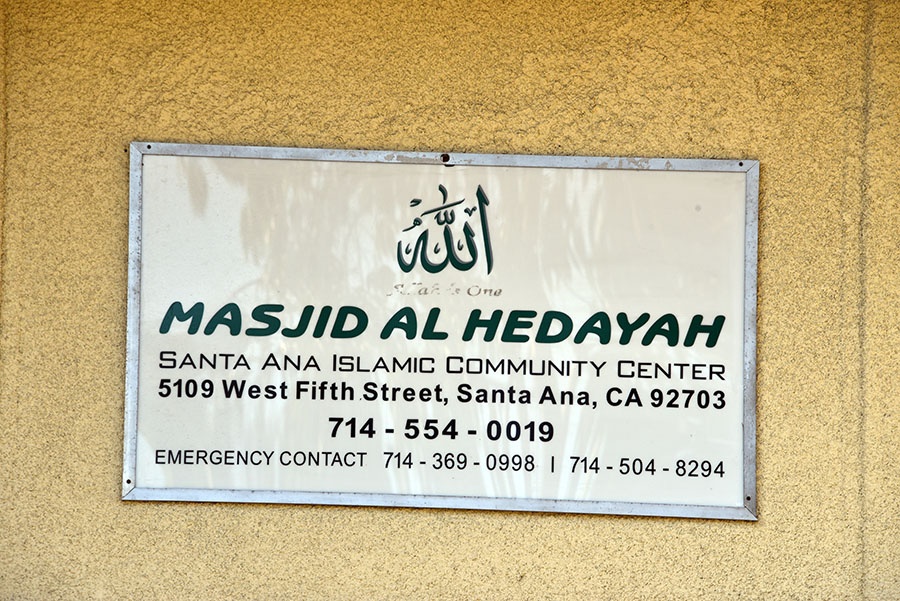 الله
Allah is One
MASJID AL HEDAYAH
SANTA ANA ISLAMIC COMMUNITY CENTER
5109 West Fifth Street, Santa Ana, CA 92703
714 - 554 - 0019
EMERGENCY CONTACT 714 - 369 - 0998 | 714 - 504 - 8294